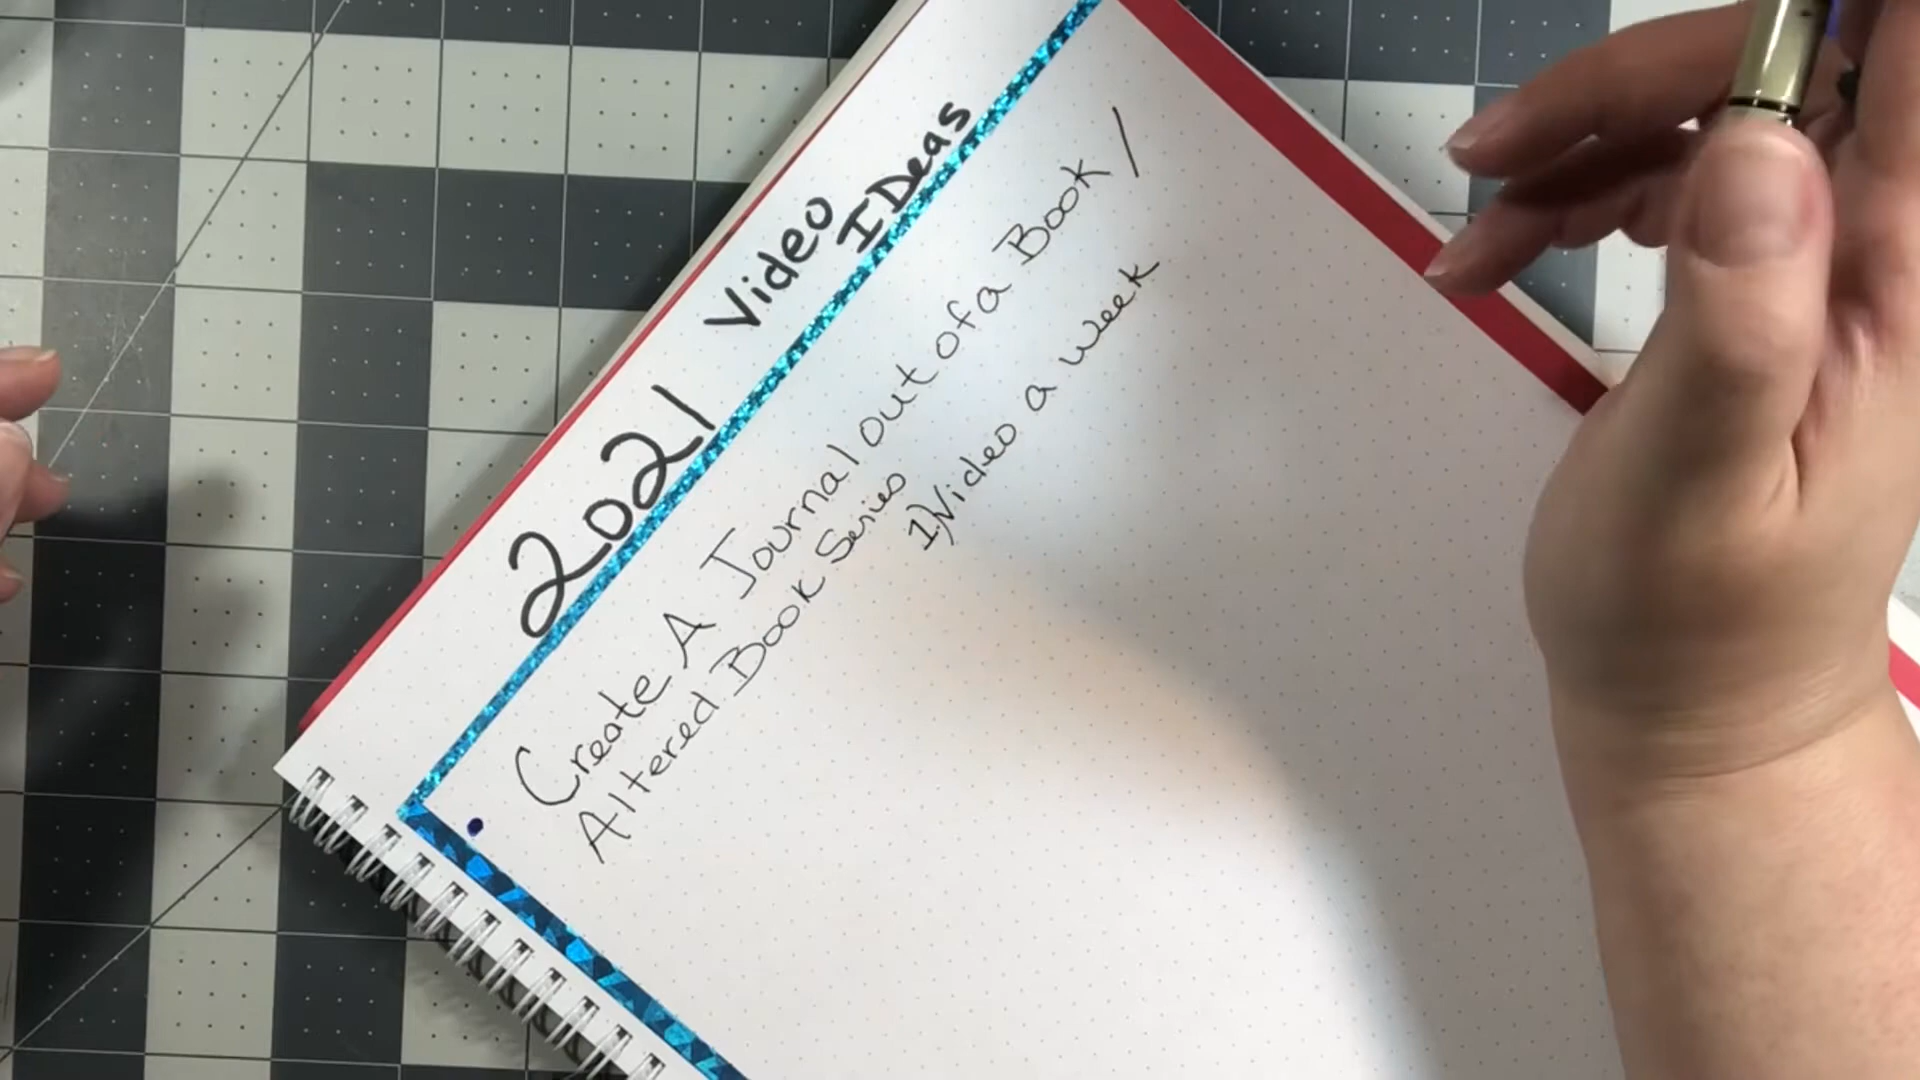 2021 Video
IDeas
Create A Journal out of a Book /
Altered Book Series
1) Video a week